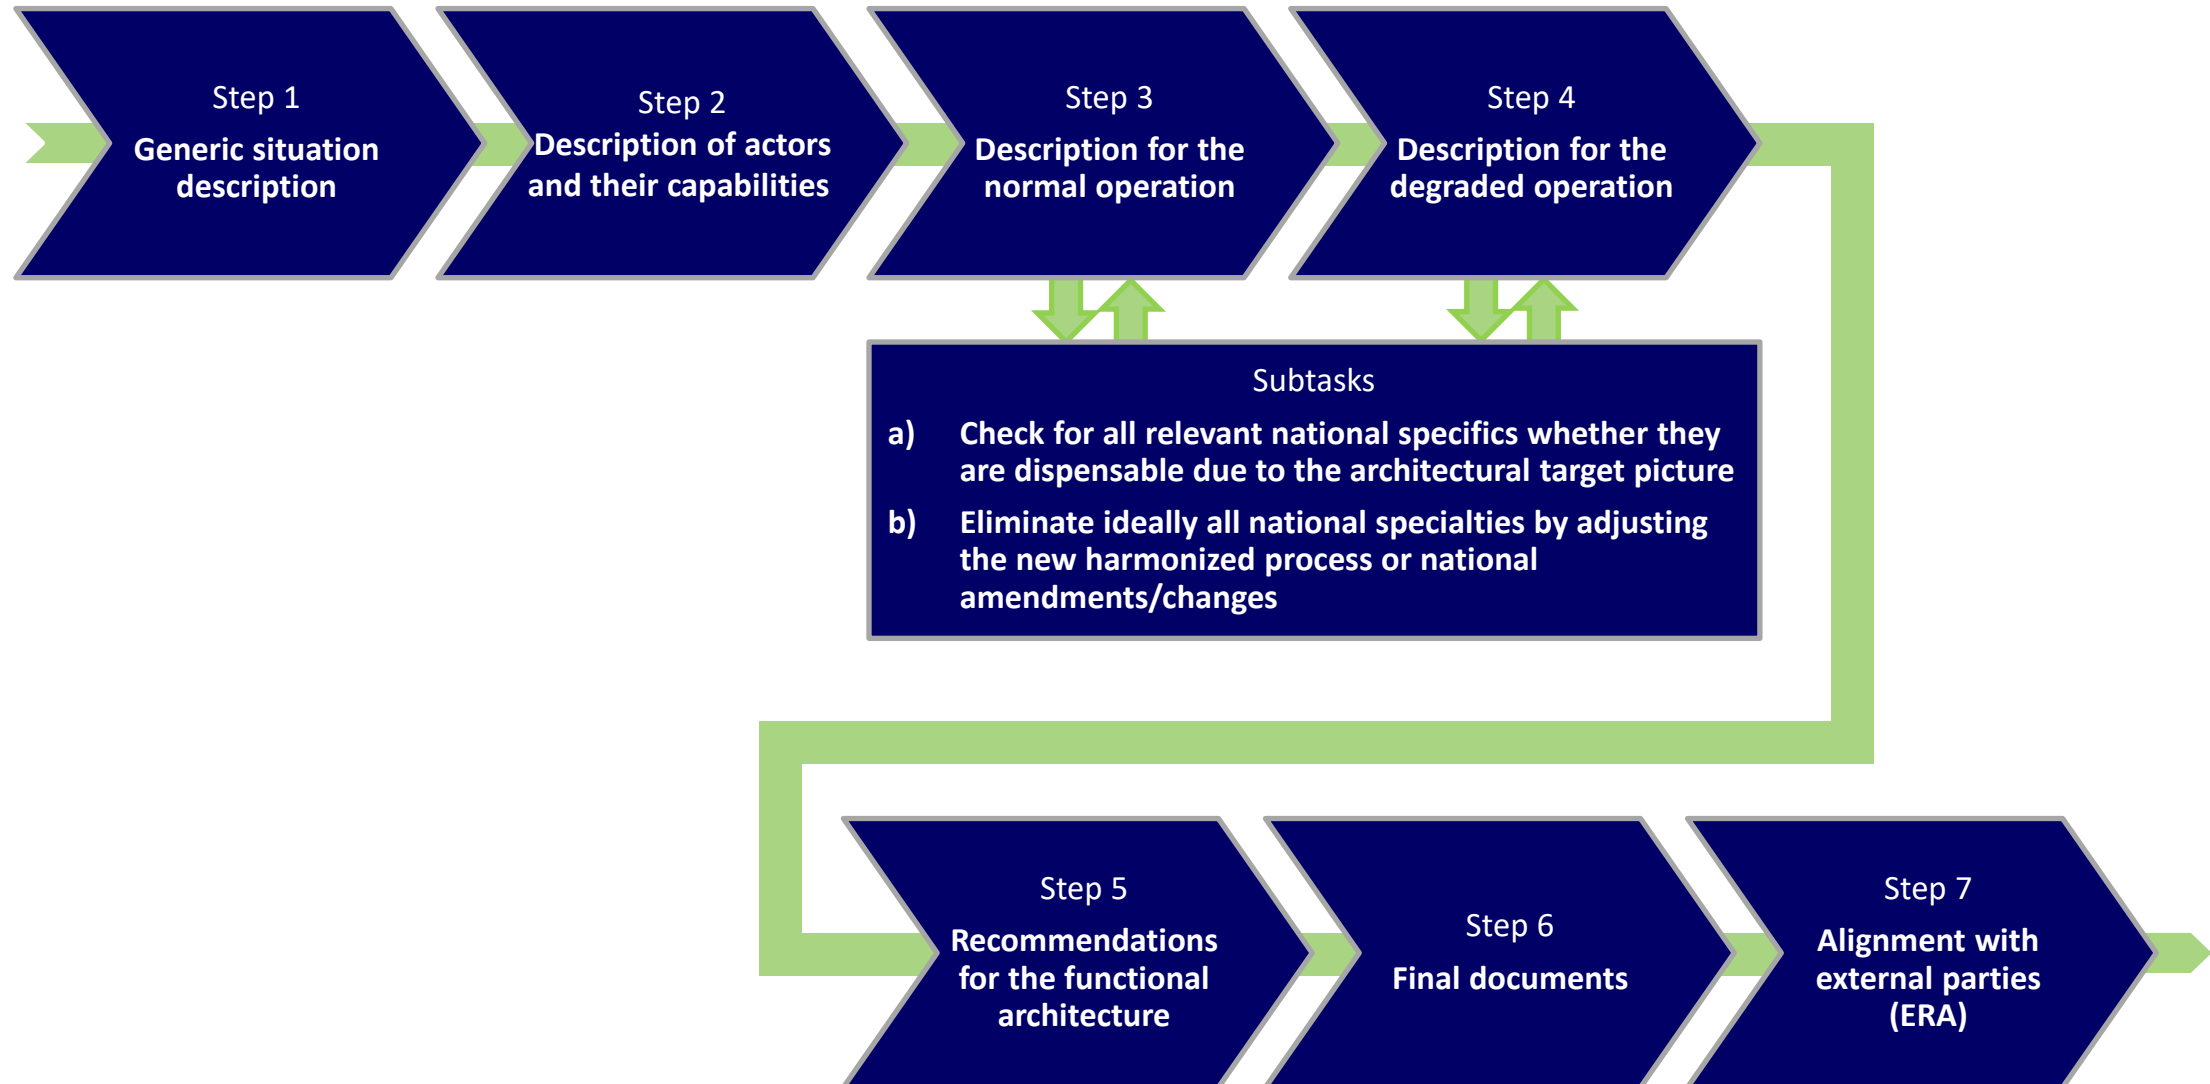 Step 1
Generic situation
description
Step 2
Description of actors
and their capabilities
Step 3
Description for the
normal operation
Step 4
Description for the
degraded operation
Subtasks
a) Check for all relevant national specifics whether they
are dispensable due to the architectural target picture
b) Eliminate ideally all national specialties by adjusting
the new harmonized process or national
amendments/changes
Step 5
Recommendations
for the functional
architecture
Step 6
Final documents
Step 7
Alignment with
external parties
(ERA)